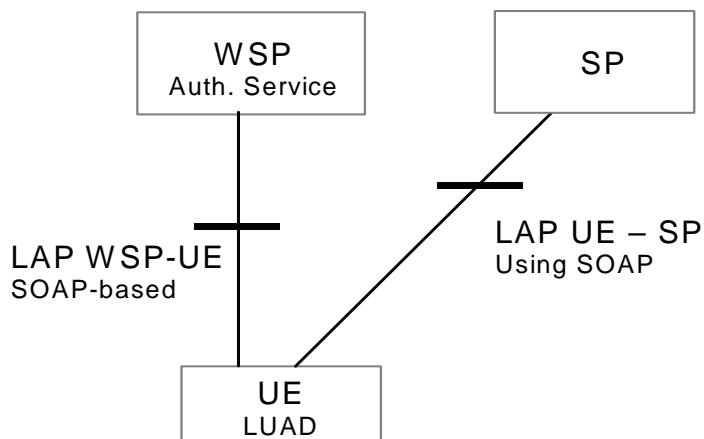 WSP
Auth. Service
SP
LAP WSP-UE
SOAP-based
LAP UE – SP
Using SOAP
UE
LUAD